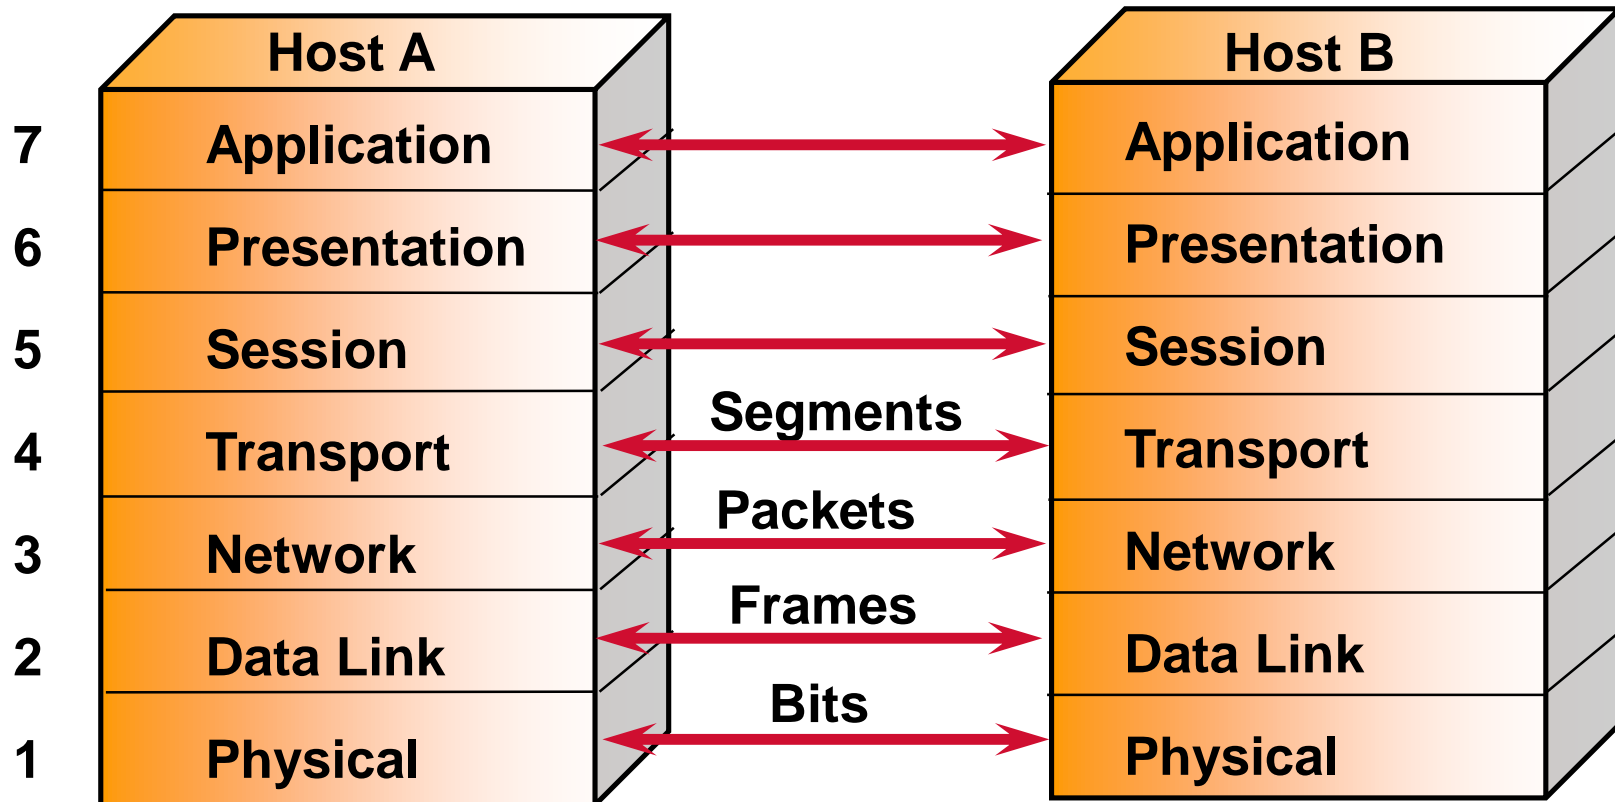 Host A
Host B
7 Application Application
6 Presentation Presentation
5 Session Session
Segments
4 Transport Transport
Packets
3 Network Network
Frames
2 Data Link Data Link
Bits
1 Physical Physical